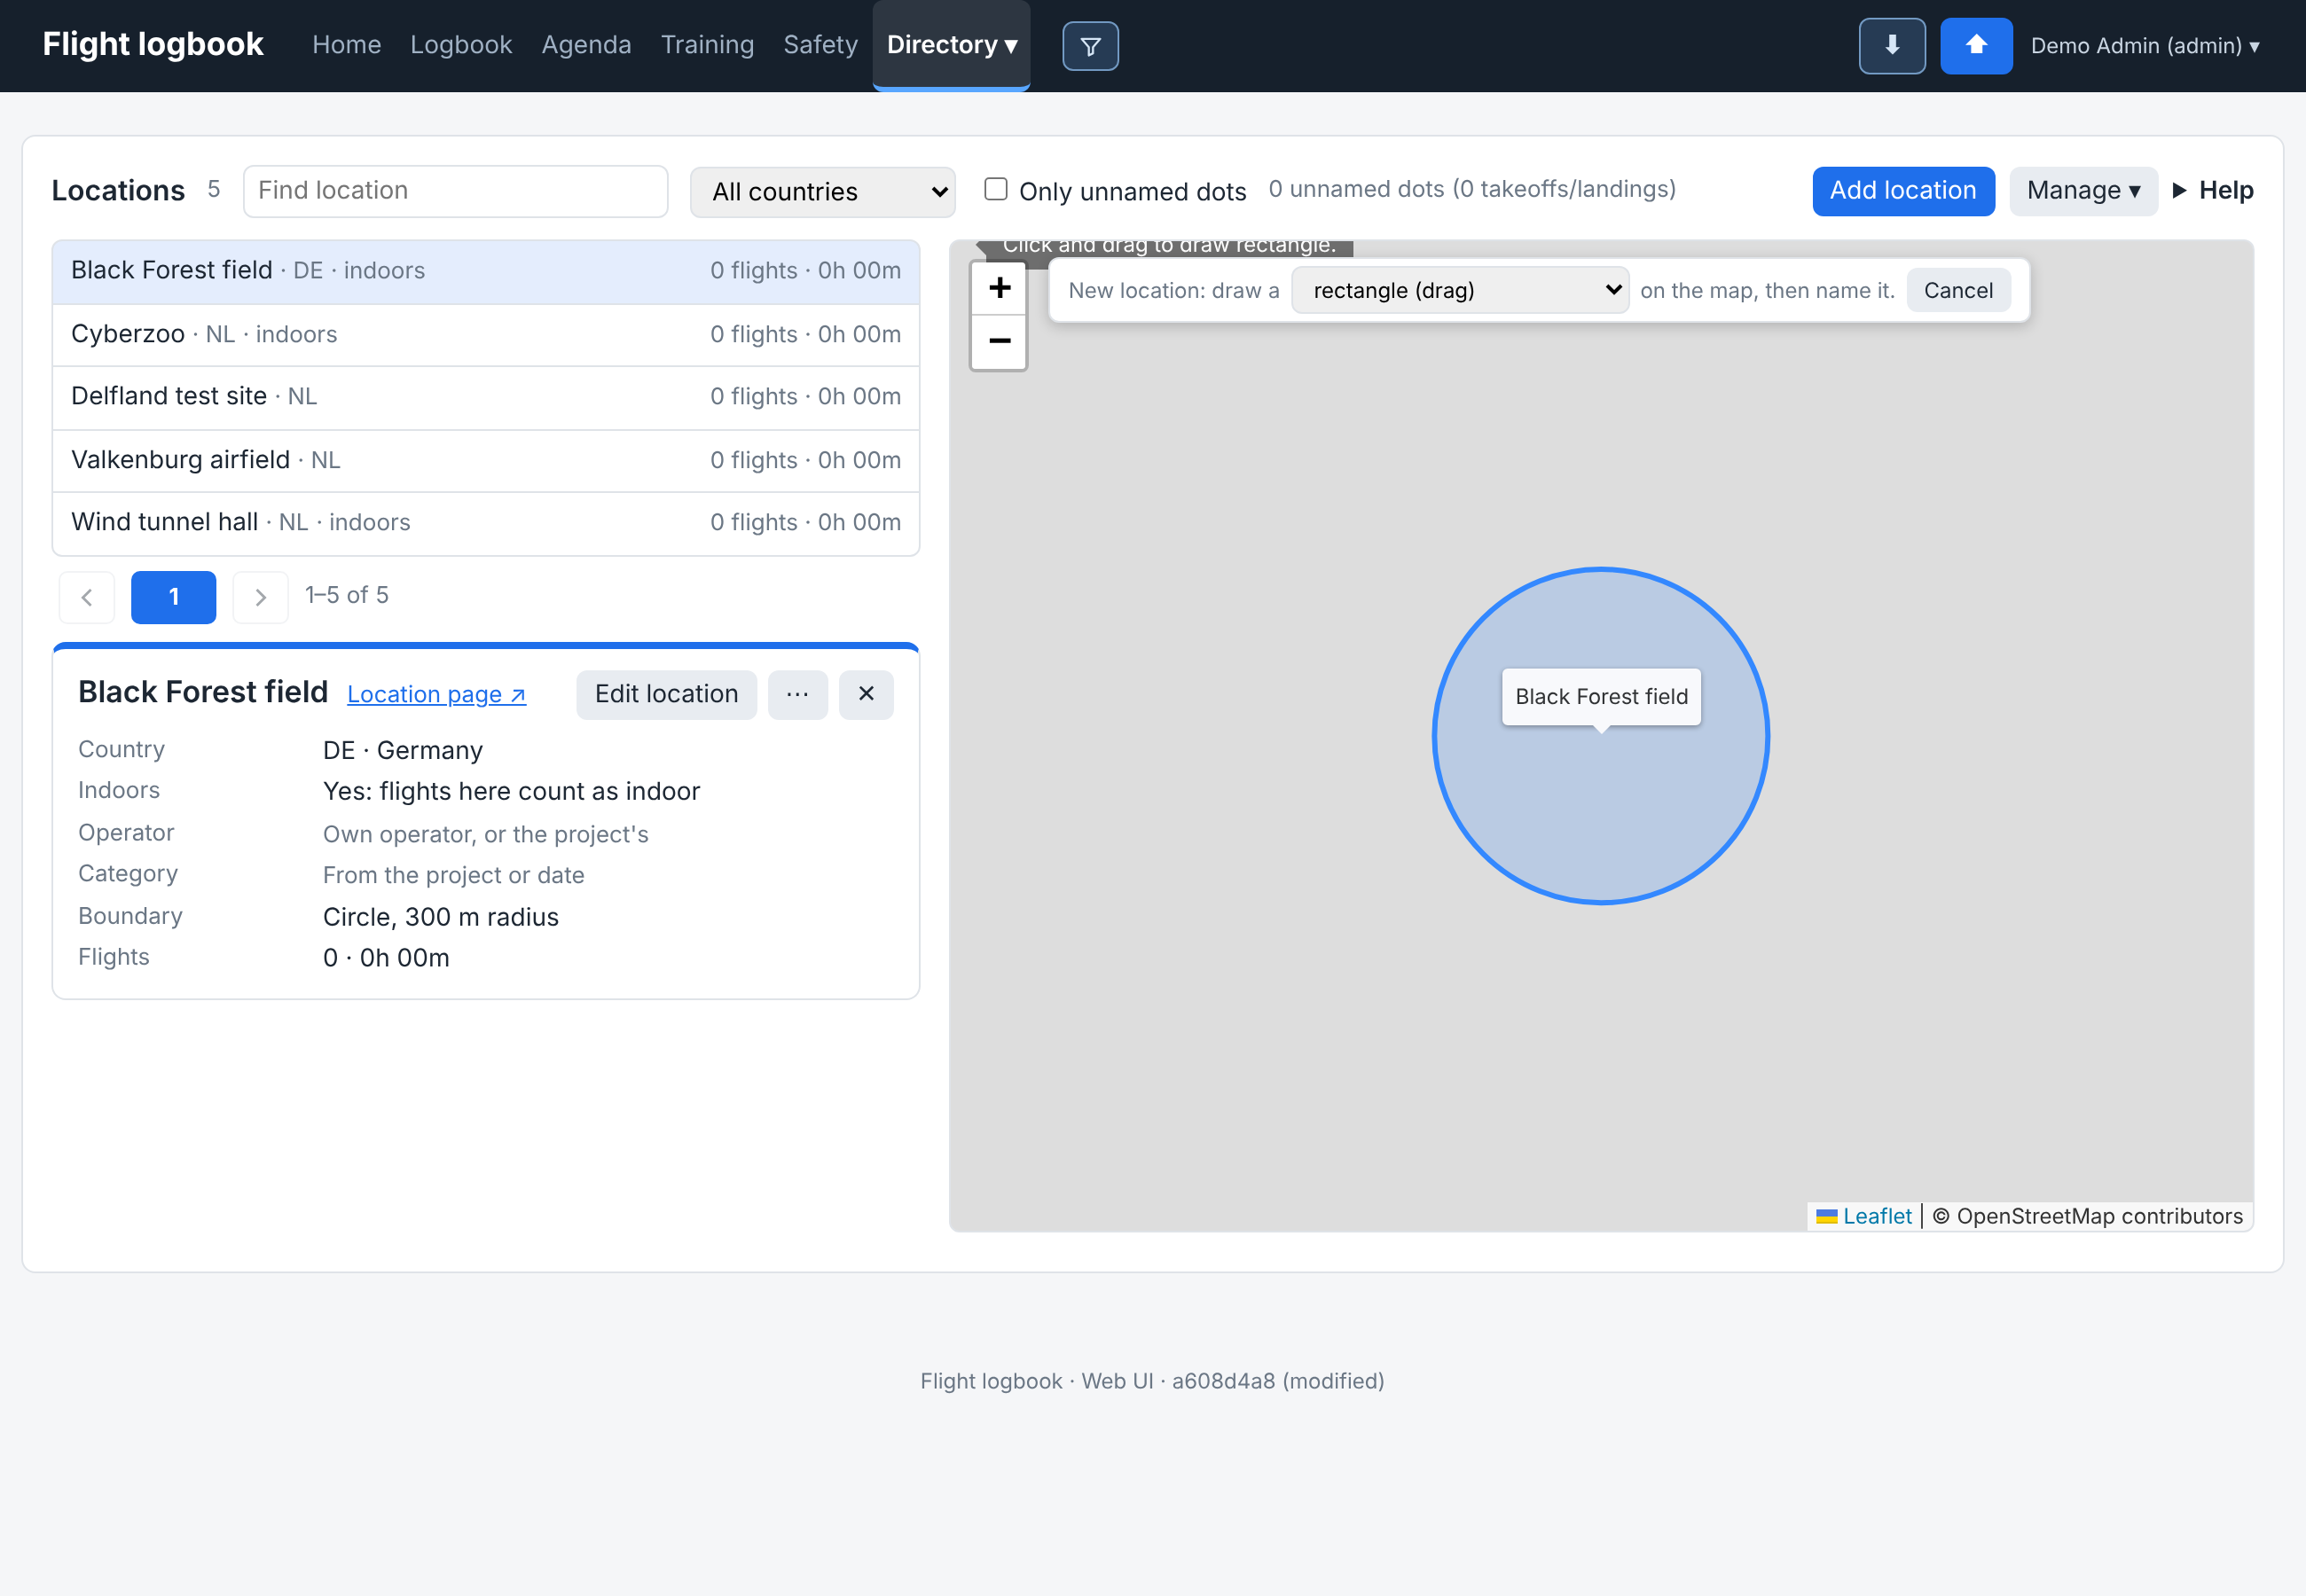 Flight logbook Home Logbook Agenda Training Safety Directory ▾ Demo Admin (admin) ▾
Locations 5 Find location All countries Only unnamed dots 0 unnamed dots (0 takeoffs/landings) Add location Manage ▾ ▶ Help
Black Forest field · DE · indoors 0 flights · 0h 00m
Cyberzoo · NL · indoors 0 flights · 0h 00m
Delfland test site · NL 0 flights · 0h 00m
Valkenburg airfield · NL 0 flights · 0h 00m
Wind tunnel hall · NL · indoors 0 flights · 0h 00m
1 1–5 of 5
Black Forest field Location page ↗ Edit location ⋯ ✕
Country DE · Germany
Indoors Yes: flights here count as indoor
Operator Own operator, or the project's
Category From the project or date
Boundary Circle, 300 m radius
Flights 0 · 0h 00m
Click and drag to draw rectangle.
+
New location: draw a rectangle (drag) on the map, then name it. Cancel
−
Black Forest field
Leaflet | © OpenStreetMap contributors
Flight logbook · Web UI · a608d4a8 (modified)